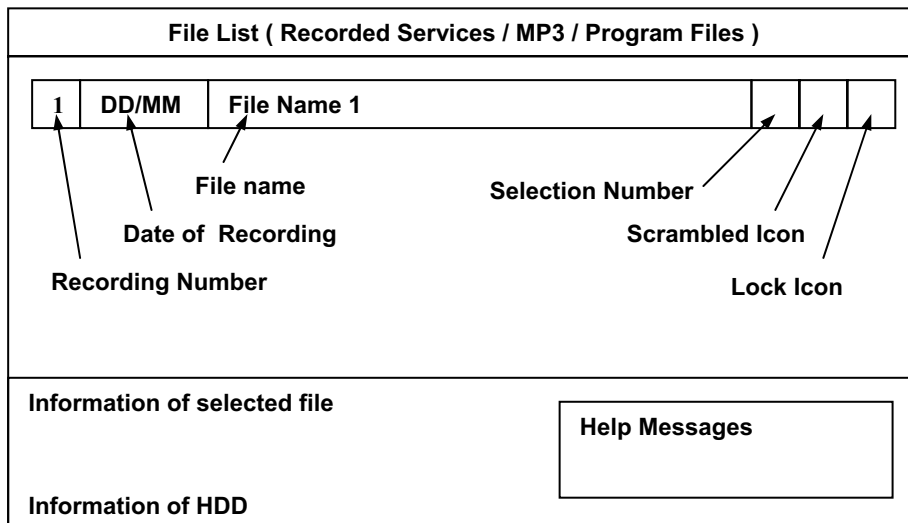 File List ( Recorded Services / MP3 / Program Files )
1 DD/MM File Name 1
File name
Selection Number
Date of Recording
Scrambled Icon
Recording Number
Lock Icon
Information of selected file
Help Messages
Information of HDD